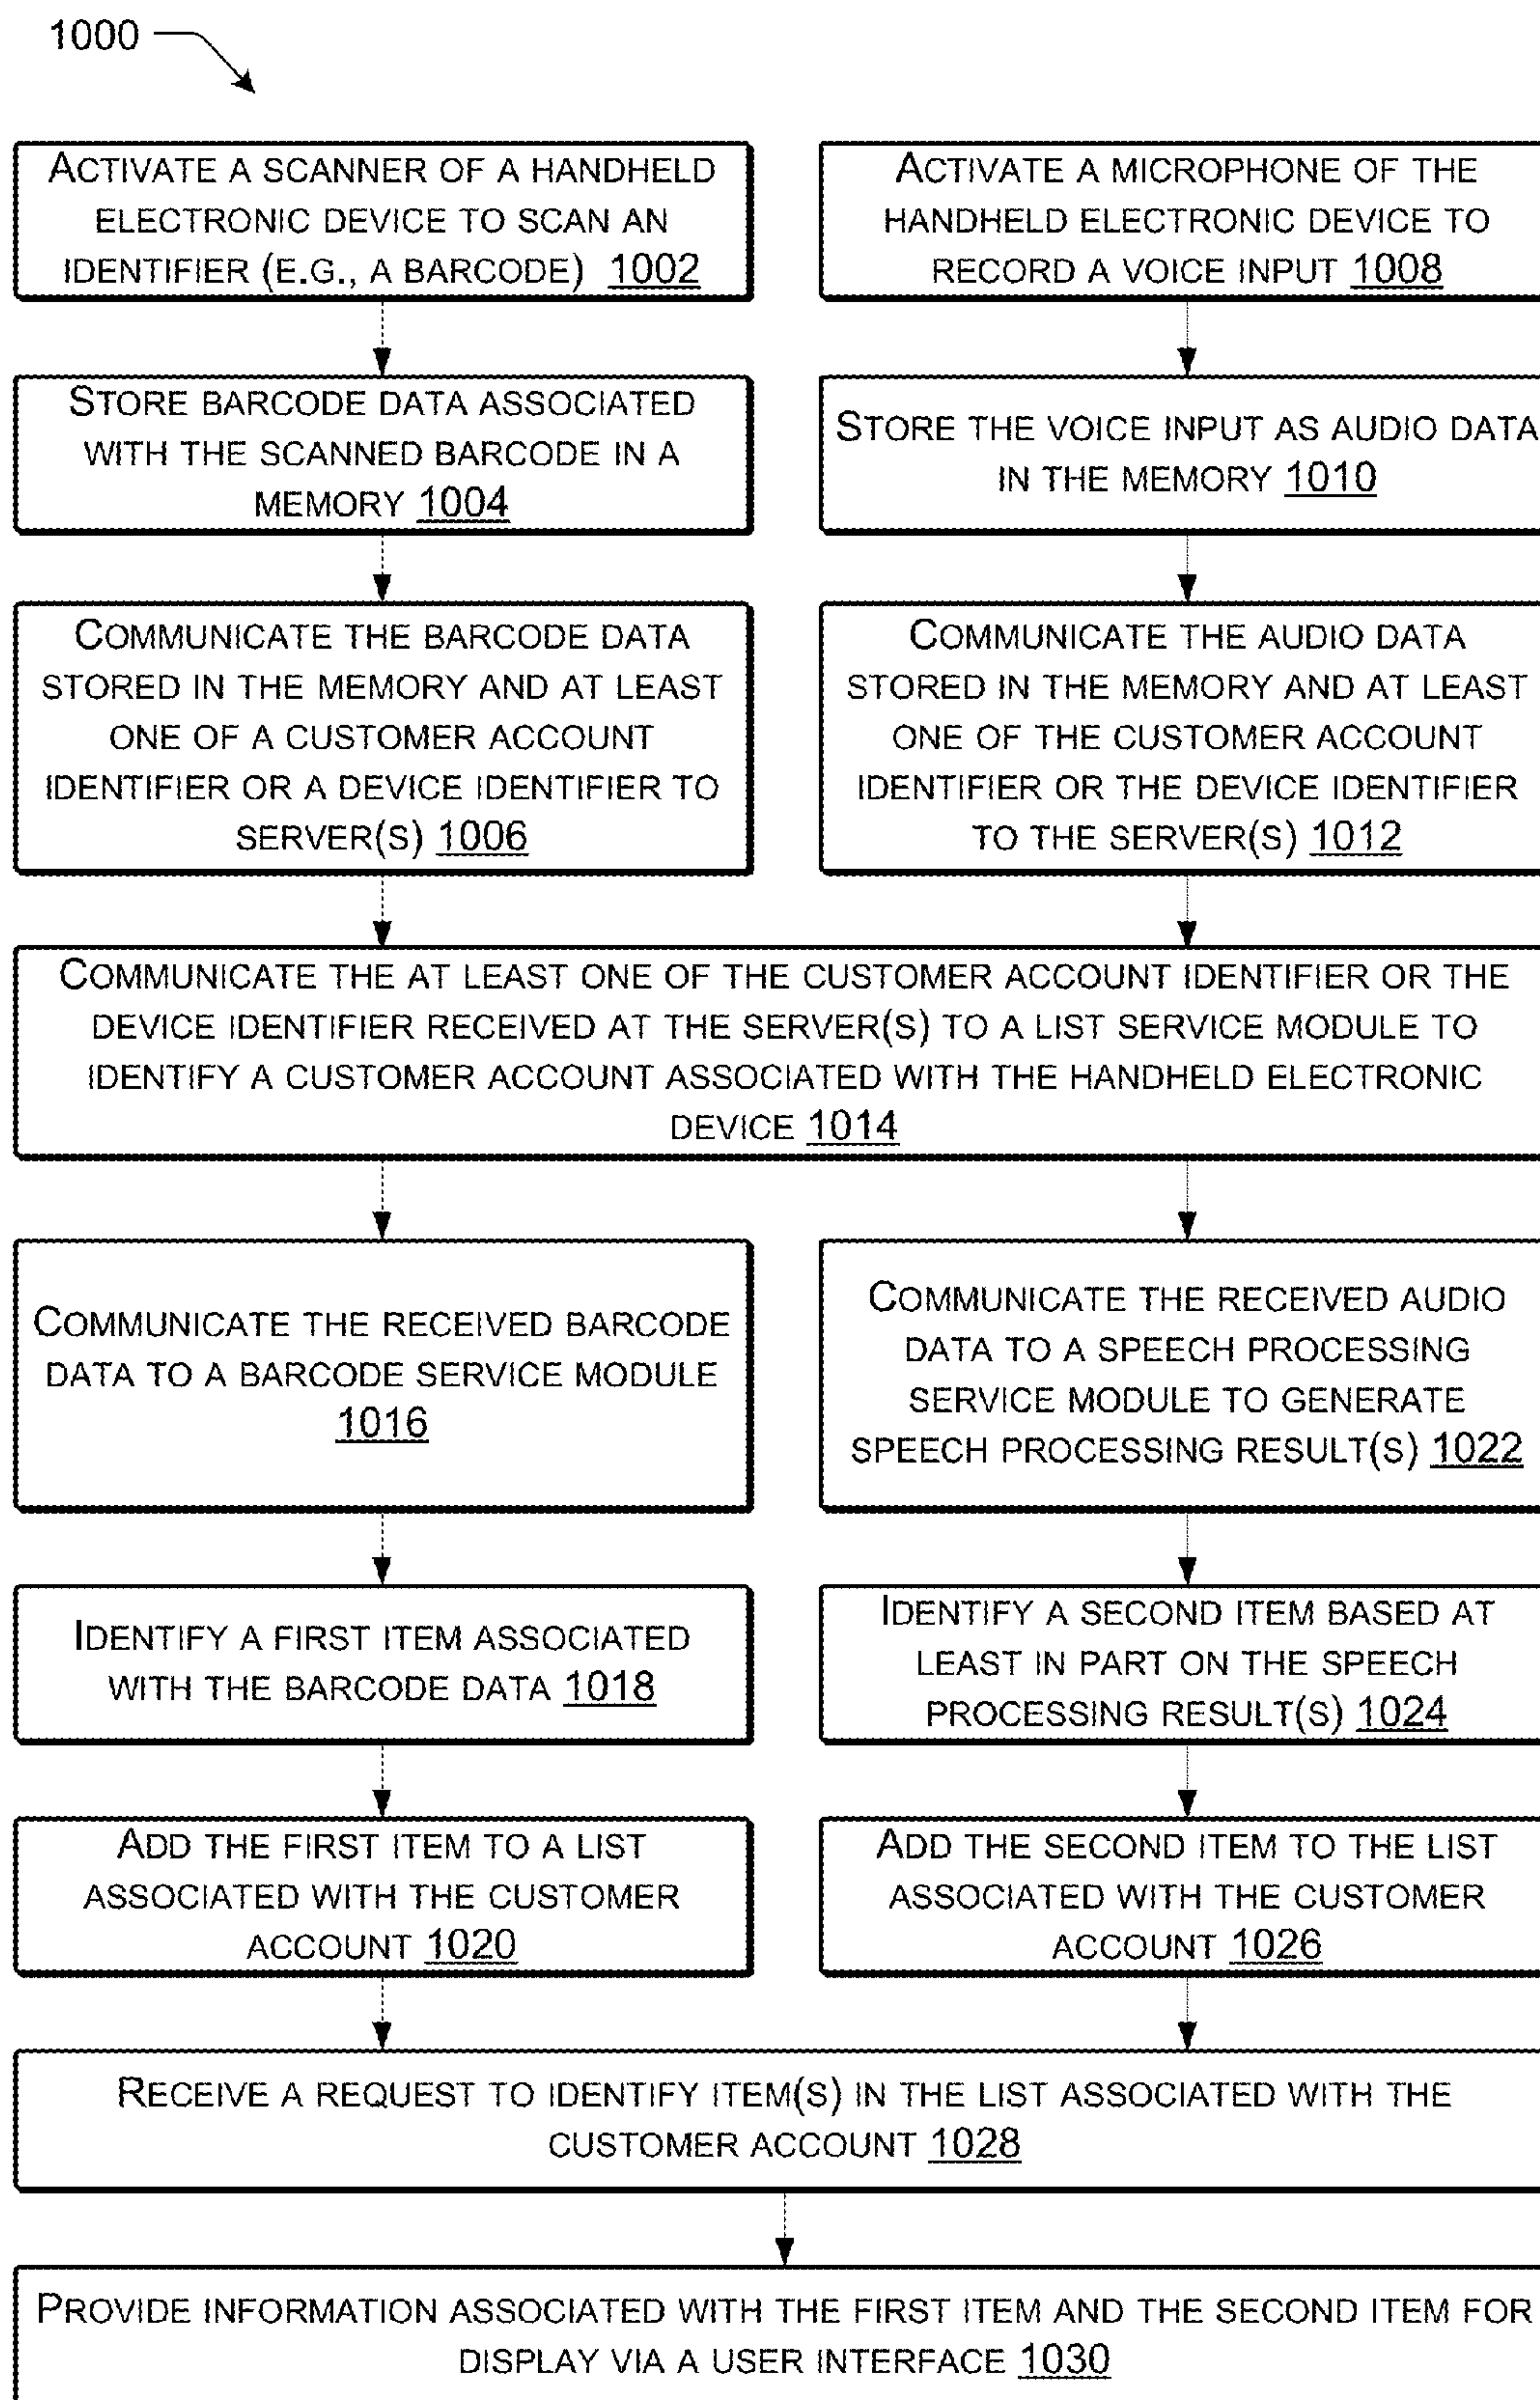 1000
ACTIVATE A SCANNER OF A HANDHELD
ELECTRONIC DEVICE TO SCAN AN
IDENTIFIER (E.G., A BARCODE) 1002
STORE BARCODE DATA ASSOCIATED
WITH THE SCANNED BARCODE IN A
MEMORY 1004
COMMUNICATE THE BARCODE DATA
STORED IN THE MEMORY AND AT LEAST
ONE OF A CUSTOMER ACCOUNT
IDENTIFIER OR A DEVICE IDENTIFIER TO
SERVER(S) 1006
ACTIVATE A MICROPHONE OF THE
HANDHELD ELECTRONIC DEVICE TO
RECORD A VOICE INPUT 1008
STORE THE VOICE INPUT AS AUDIO DATA
IN THE MEMORY 1010
COMMUNICATE THE AUDIO DATA
STORED IN THE MEMORY AND AT LEAST
ONE OF THE CUSTOMER ACCOUNT
IDENTIFIER OR THE DEVICE IDENTIFIER
TO THE SERVER(S) 1012
COMMUNICATE THE AT LEAST ONE OF THE CUSTOMER ACCOUNT IDENTIFIER OR THE
DEVICE IDENTIFIER RECEIVED AT THE SERVER(S) TO A LIST SERVICE MODULE TO
IDENTIFY A CUSTOMER ACCOUNT ASSOCIATED WITH THE HANDHELD ELECTRONIC
DEVICE 1014
COMMUNICATE THE RECEIVED BARCODE
DATA TO A BARCODE SERVICE MODULE
1016
IDENTIFY A FIRST ITEM ASSOCIATED
WITH THE BARCODE DATA 1018
ADD THE FIRST ITEM TO A LIST
ASSOCIATED WITH THE CUSTOMER
ACCOUNT 1020
COMMUNICATE THE RECEIVED AUDIO
DATA TO A SPEECH PROCESSING
SERVICE MODULE TO GENERATE
SPEECH PROCESSING RESULT(S) 1022
IDENTIFY A SECOND ITEM BASED AT
LEAST IN PART ON THE SPEECH
PROCESSING RESULT(S) 1024
ADD THE SECOND ITEM TO THE LIST
ASSOCIATED WITH THE CUSTOMER
ACCOUNT 1026
RECEIVE A REQUEST TO IDENTIFY ITEM(S) IN THE LIST ASSOCIATED WITH THE
CUSTOMER ACCOUNT 1028
PROVIDE INFORMATION ASSOCIATED WITH THE FIRST ITEM AND THE SECOND ITEM FOR
DISPLAY VIA A USER INTERFACE 1030